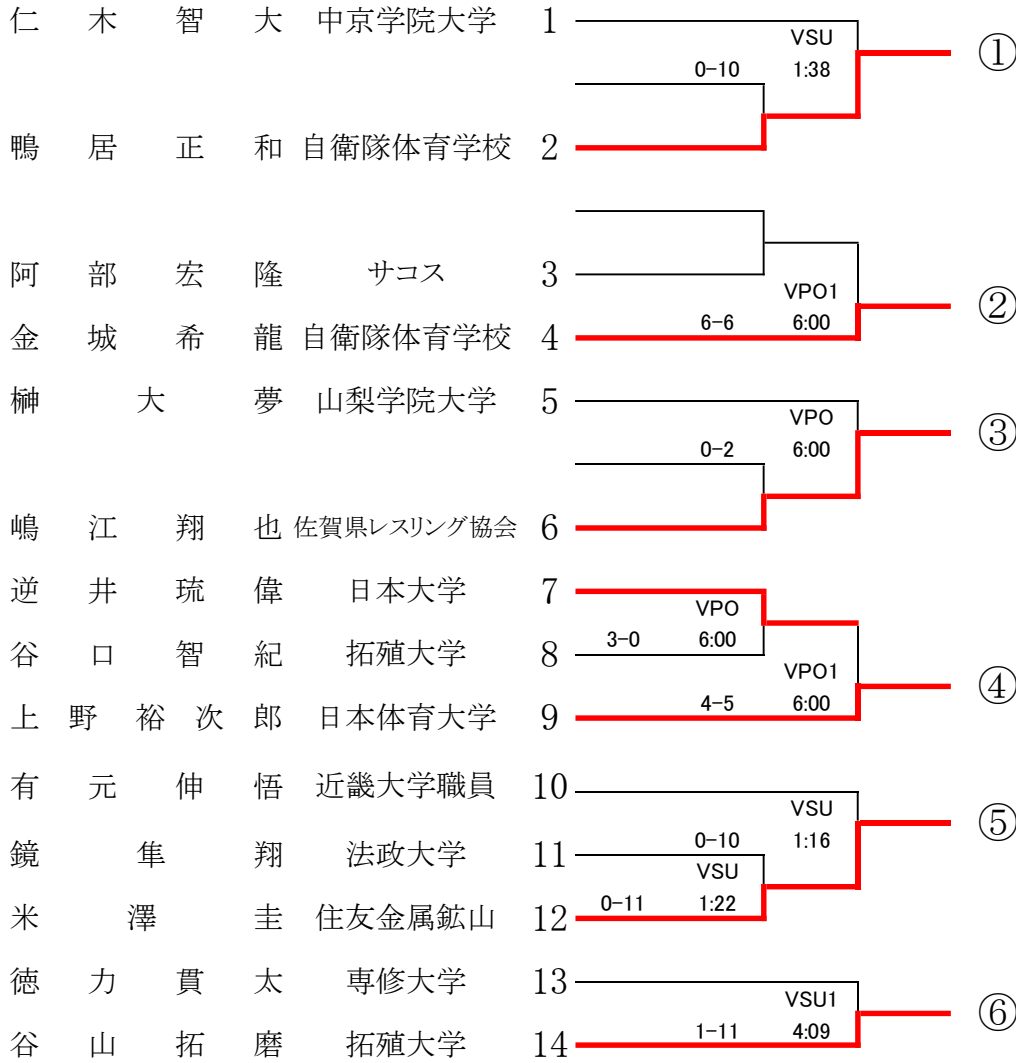 仁木智大 中京学院大学 1
VSU
0-10 1:38
①
鴨居正和 自衛隊体育学校 2
阿部宏隆 サコス 3
VPO1
②
金城希龍 自衛隊体育学校 4 6-6 6:00
榊大夢 山梨学院大学 5
VPO
③
0-2 6:00
嶋江翔也 佐賀県レスリング協会 6
逆井琉偉 日本大学 7
VPO
谷口智紀 拓殖大学 8 3-0 6:00
VPO1
④
上野裕次郎 日本体育大学 9 4-5 6:00
有元伸悟 近畿大学職員 10
VSU
⑤
鏡隼翔 法政大学 11 0-10 1:16
VSU
米澤圭 住友金属鉱山 12 0-11 1:22
徳力貫太 専修大学 13
VSU1
⑥
谷山拓磨 拓殖大学 14 1-11 4:09